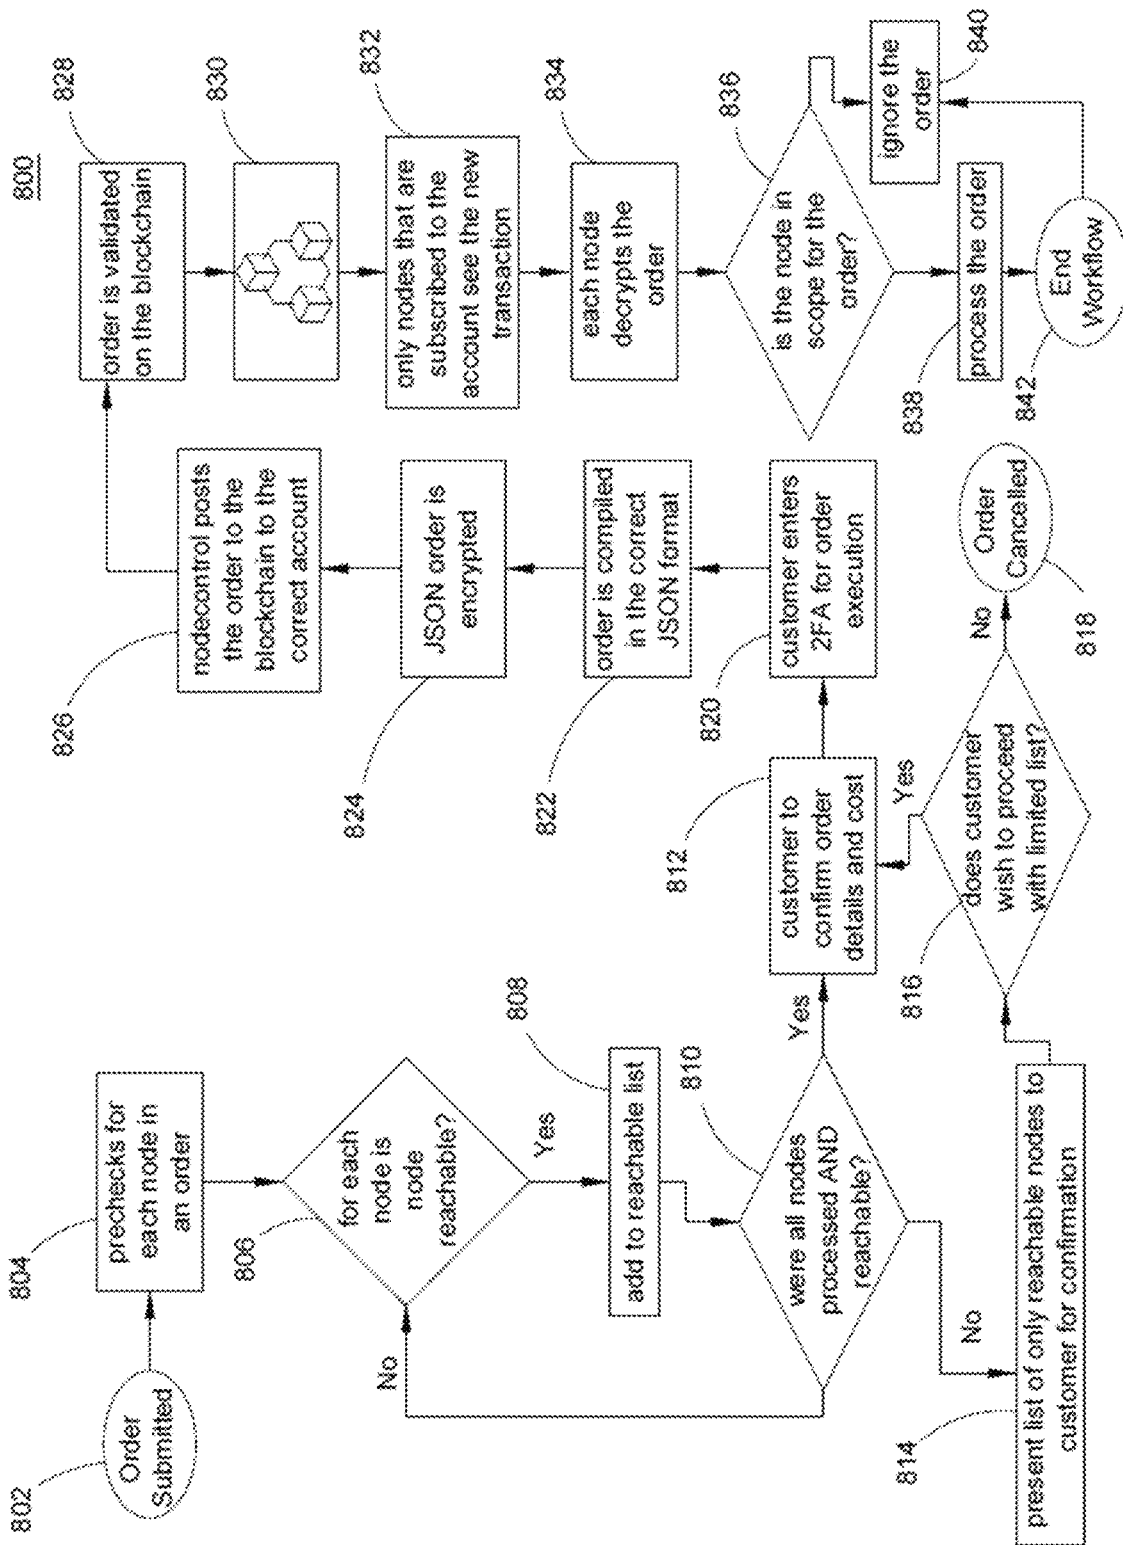 800
802
Order
Submitted
804
prechecks for
each node in
an order
806
for each
node is
node
reachable?
Yes
No
808
add to reachable list
810
were all nodes
processed AND
reachable?
Yes
No
812
customer to
confirm order
details and cost
814
present list of only reachable nodes to
customer for confirmation
816
does customer
wish to proceed
with limited list?
Yes
No
818
Order
Cancelled
820
customer enters
2FA for order
execution
822
order is compiled
in the correct
JSON format
824
JSON order is
encrypted
826
nodecontrol posts
the order to the
blockchain to the
correct account
828
order is validated
on the blockchain
830
832
only nodes that are
subscribed to the
account see the new
transaction
834
each node
decrypts the
order
836
is the node in
scope for the
order?
838
process the order
840
ignore the
order
842
End
Workflow